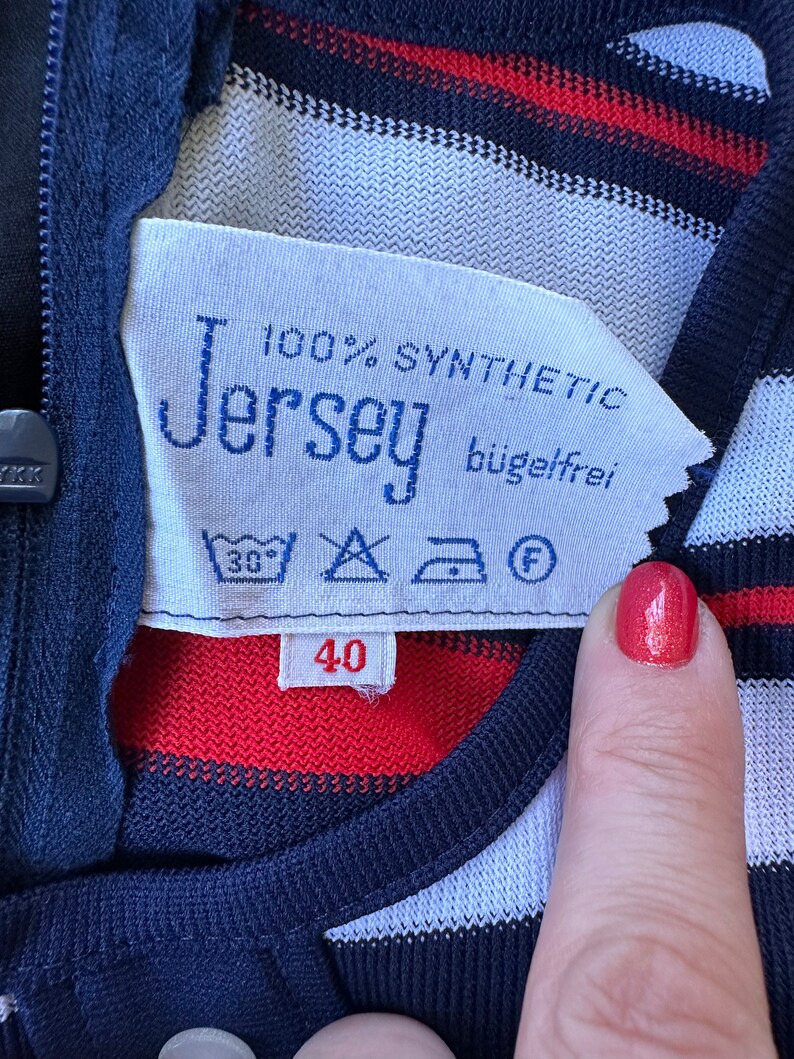 100% SYNTHETIC
Jersey
bügelfrei
30° F
40
YKK